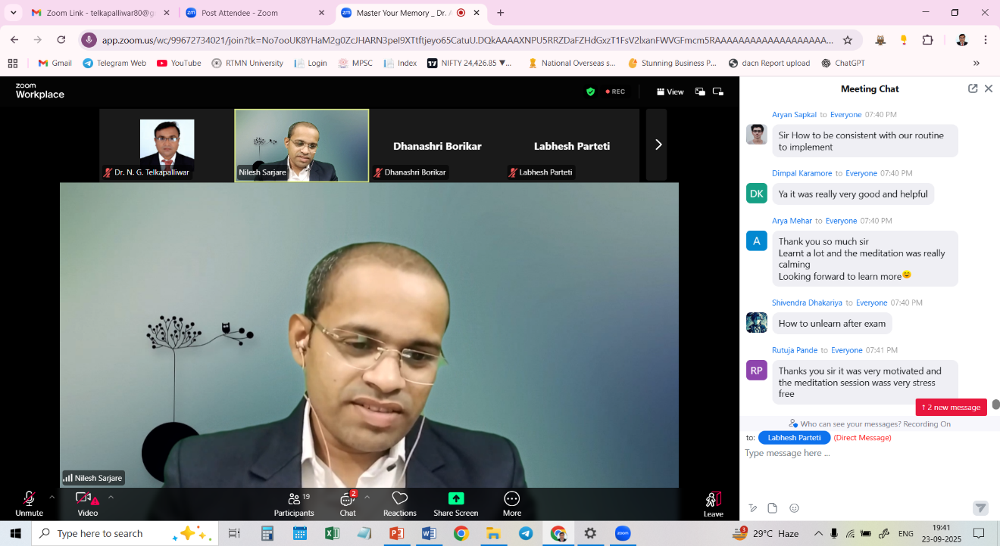 Zoom Link - telkapalliwar80@g
Post Attendee - Zoom
Master Your Memory _ Dr. A
app.zoom.us/wc/99672734021/join?tk=
Gmail
Telegram Web
YouTube
RTMN University
Login
MPSC
Index
NIFTY 24,426.85 ▼...
National Overseas s...
Stunning Business P...
dacn Report upload
ChatGPT
»
zoom
Workplace
REC
View
Dr. N. G. Telkapalliwar
Nilesh Sarjare
Dhanashri Borikar
Dhanashri Borikar
Labhesh Parteti
Labhesh Parteti
Nilesh Sarjare
Unmute
Video
19
Participants
2
Chat
Reactions
Share Screen
More
Leave
Meeting Chat
Aryan Sapkal to Everyone 07:40 PM
Sir How to be consistent with our routine
to implement
Dimpal Karamore to Everyone 07:40 PM
DK
Ya it was really very good and helpful
Arya Mehar to Everyone 07:40 PM
A
Thank you so much sir
Learnt a lot and the meditation was really
calming
Looking forward to learn more😊
Shivendra Dhakariya to Everyone 07:40 PM
How to unlearn after exam
Rutuja Pande to Everyone 07:41 PM
RP
Thanks you sir it was very motivated and
the meditation session wass very stress
free
↑ 2 new message
Who can see your messages? Recording On
to: Labhesh Parteti (Direct Message)
Type message here ...
Type here to search
3
29°C Haze
ENG
19:41
23-09-2025